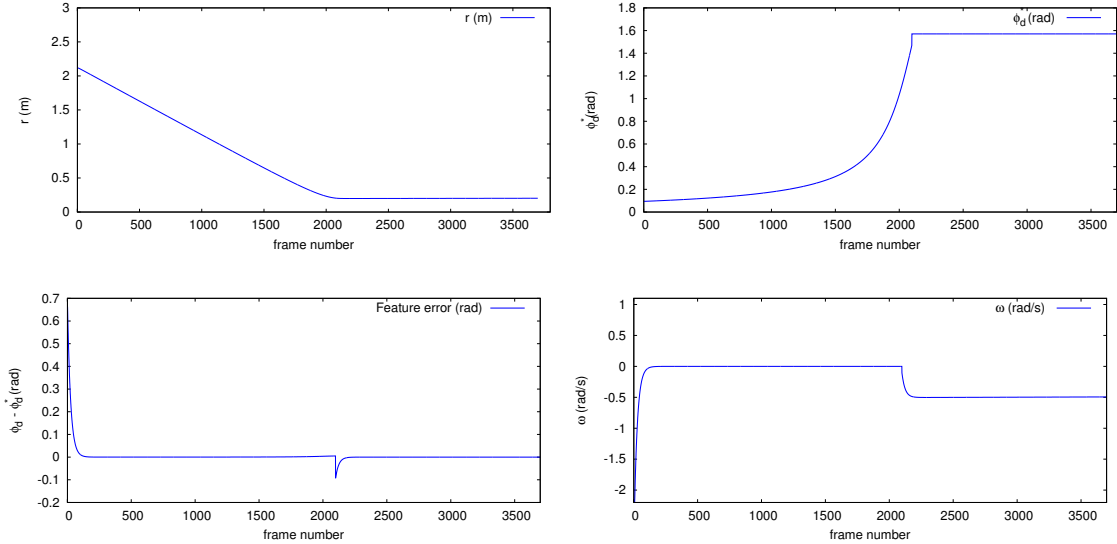 r (m)
3
2.5
2
1.5
1
0.5
0
r (m)
0 500 1000 1500 2000 2500 3000 3500
frame number
ϕ*d (rad)
1.8
1.6
1.4
1.2
1
0.8
0.6
0.4
0.2
0
ϕ*d (rad)
0 500 1000 1500 2000 2500 3000 3500
frame number
Feature error (rad)
0.7
0.6
0.5
0.4
0.3
0.2
0.1
0
-0.1
-0.2
ϕd - ϕ*d (rad)
0 500 1000 1500 2000 2500 3000 3500
frame number
ω (rad/s)
1
0.5
0
-0.5
-1
-1.5
-2
ω (rad/s)
0 500 1000 1500 2000 2500 3000 3500
frame number